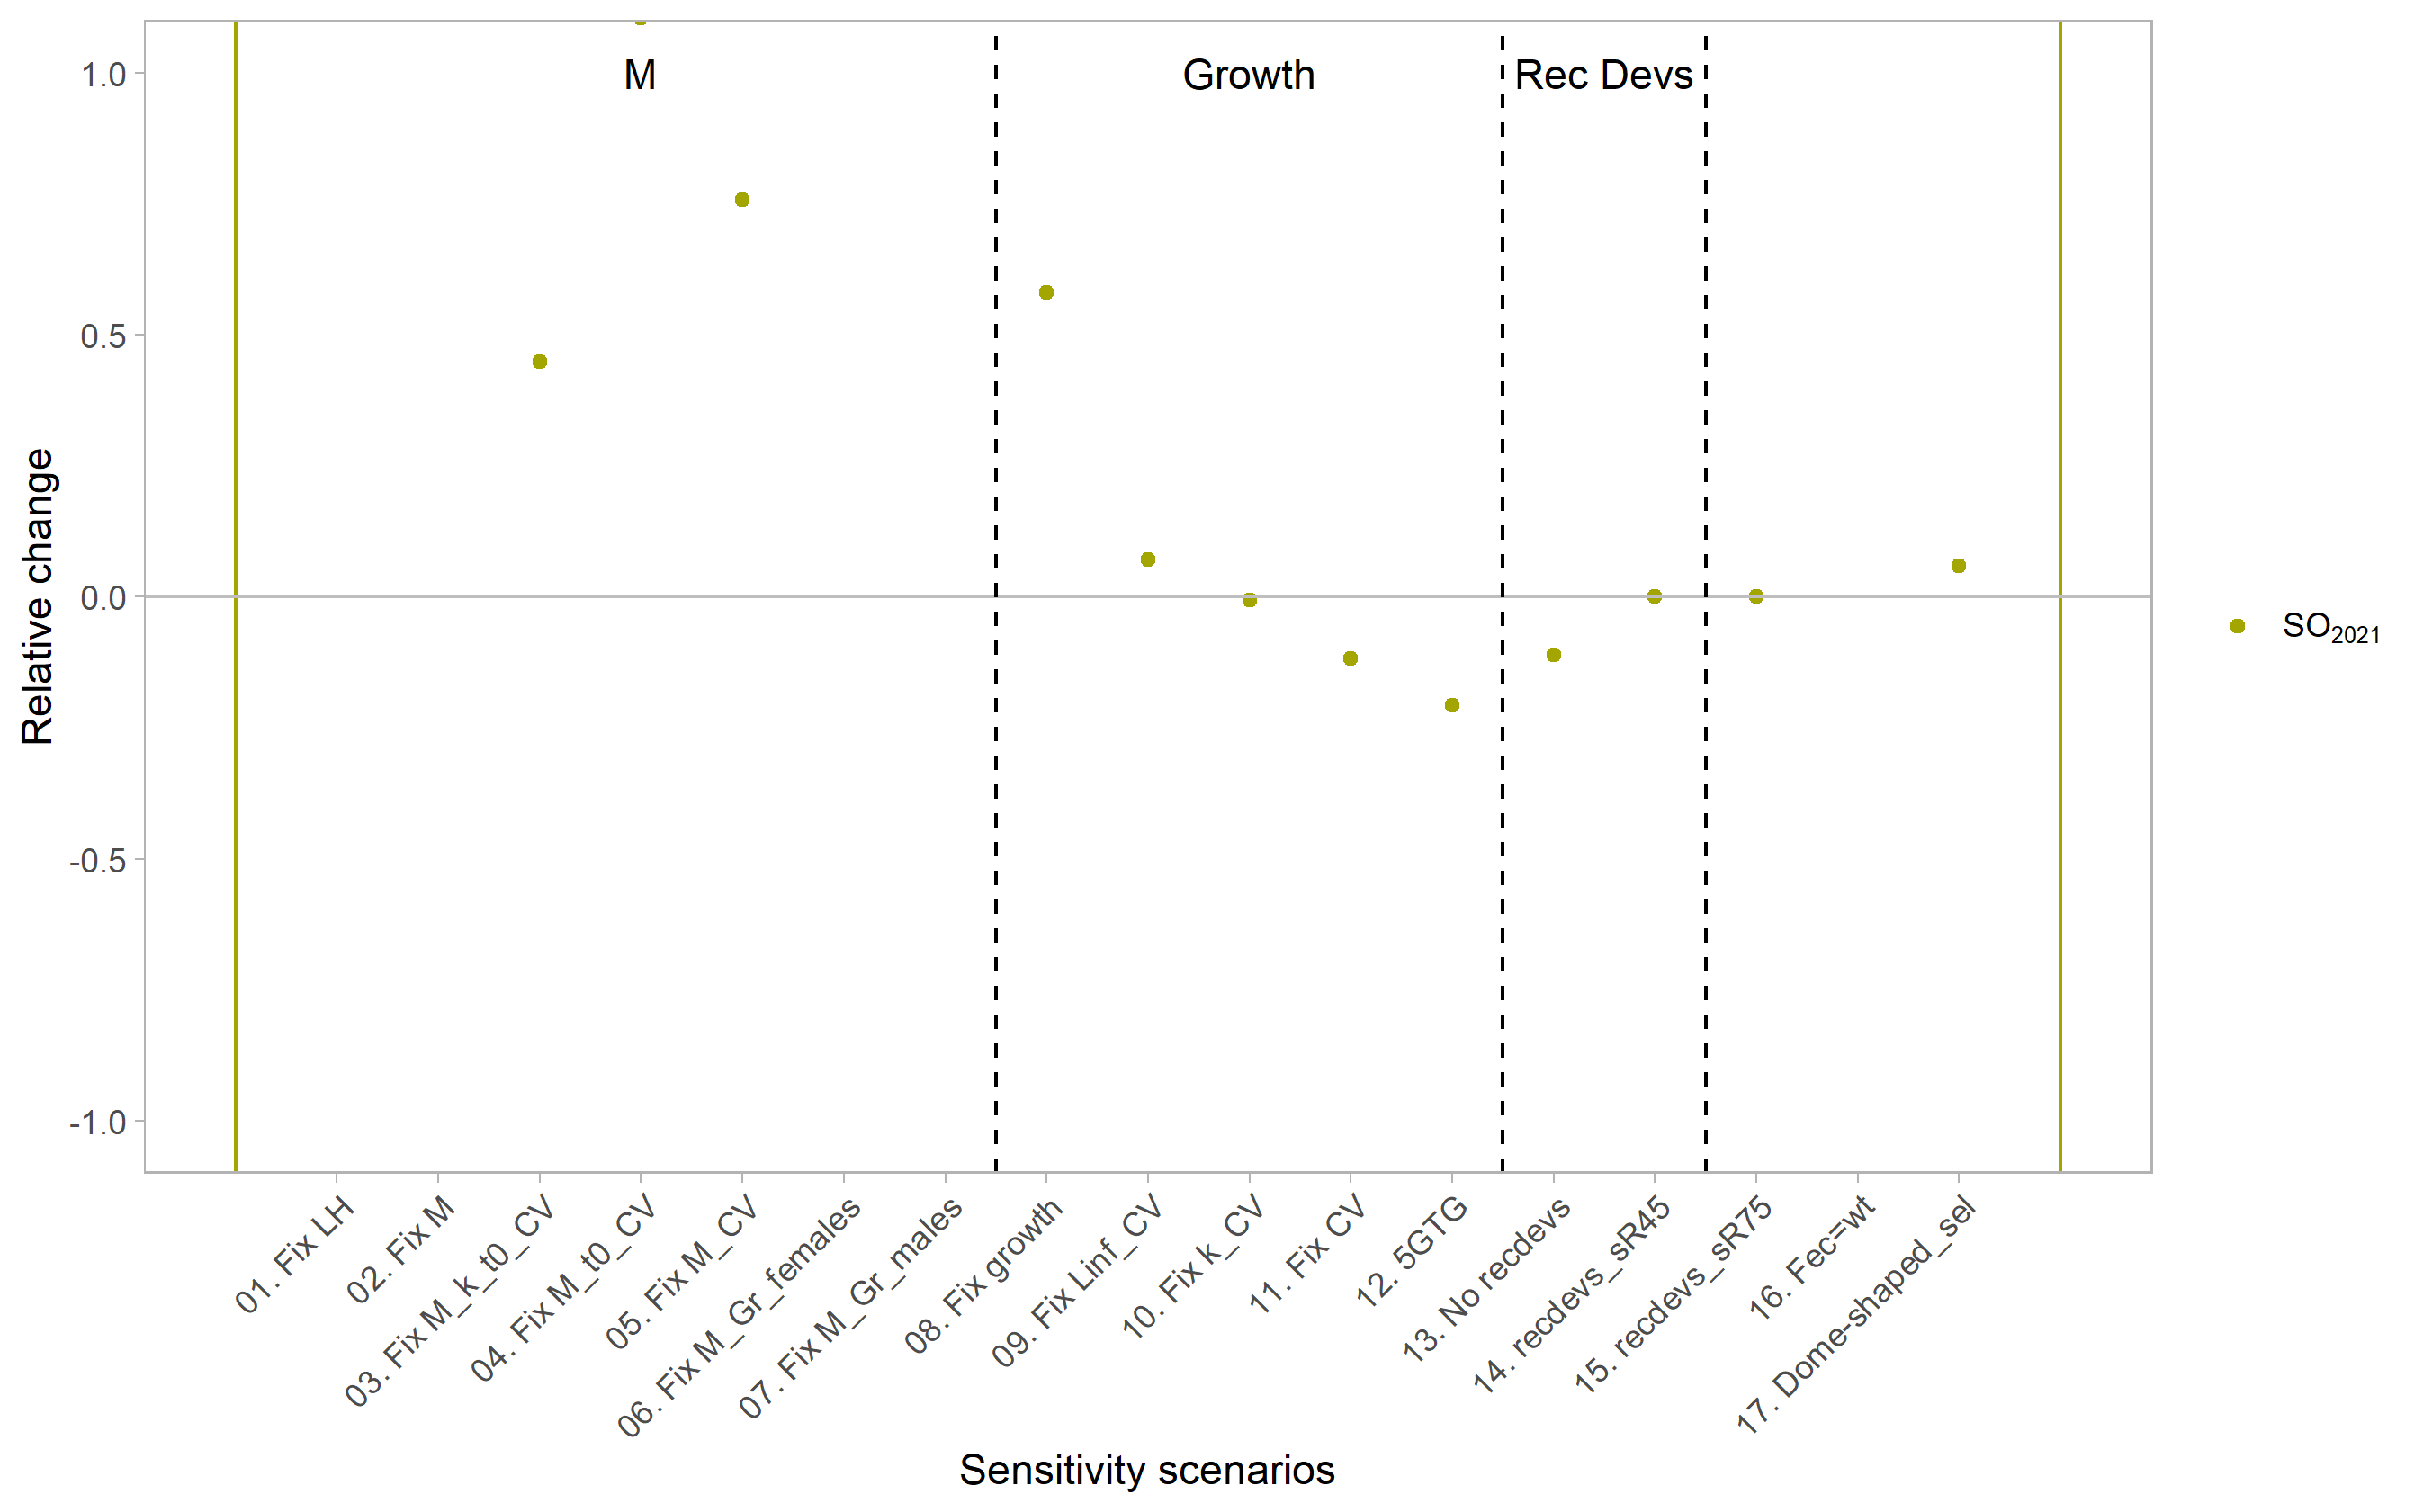 M
Growth
Rec Devs
1.0
0.5
0.0
-0.5
-1.0
Relative change
01. Fix LH
02. Fix M
03. Fix M_k_t0_CV
04. Fix M_t0_CV
05. Fix M_CV
06. Fix M_Gr_females
07. Fix M_Gr_males
08. Fix growth
09. Fix Linf_CV
10. Fix k_CV
11. Fix CV
12. 5GTG
13. No recdevs
14. recdevs_sR45
15. recdevs_sR75
16. Fec=wt
17. Dome-shaped_sel
Sensitivity scenarios
SO2021